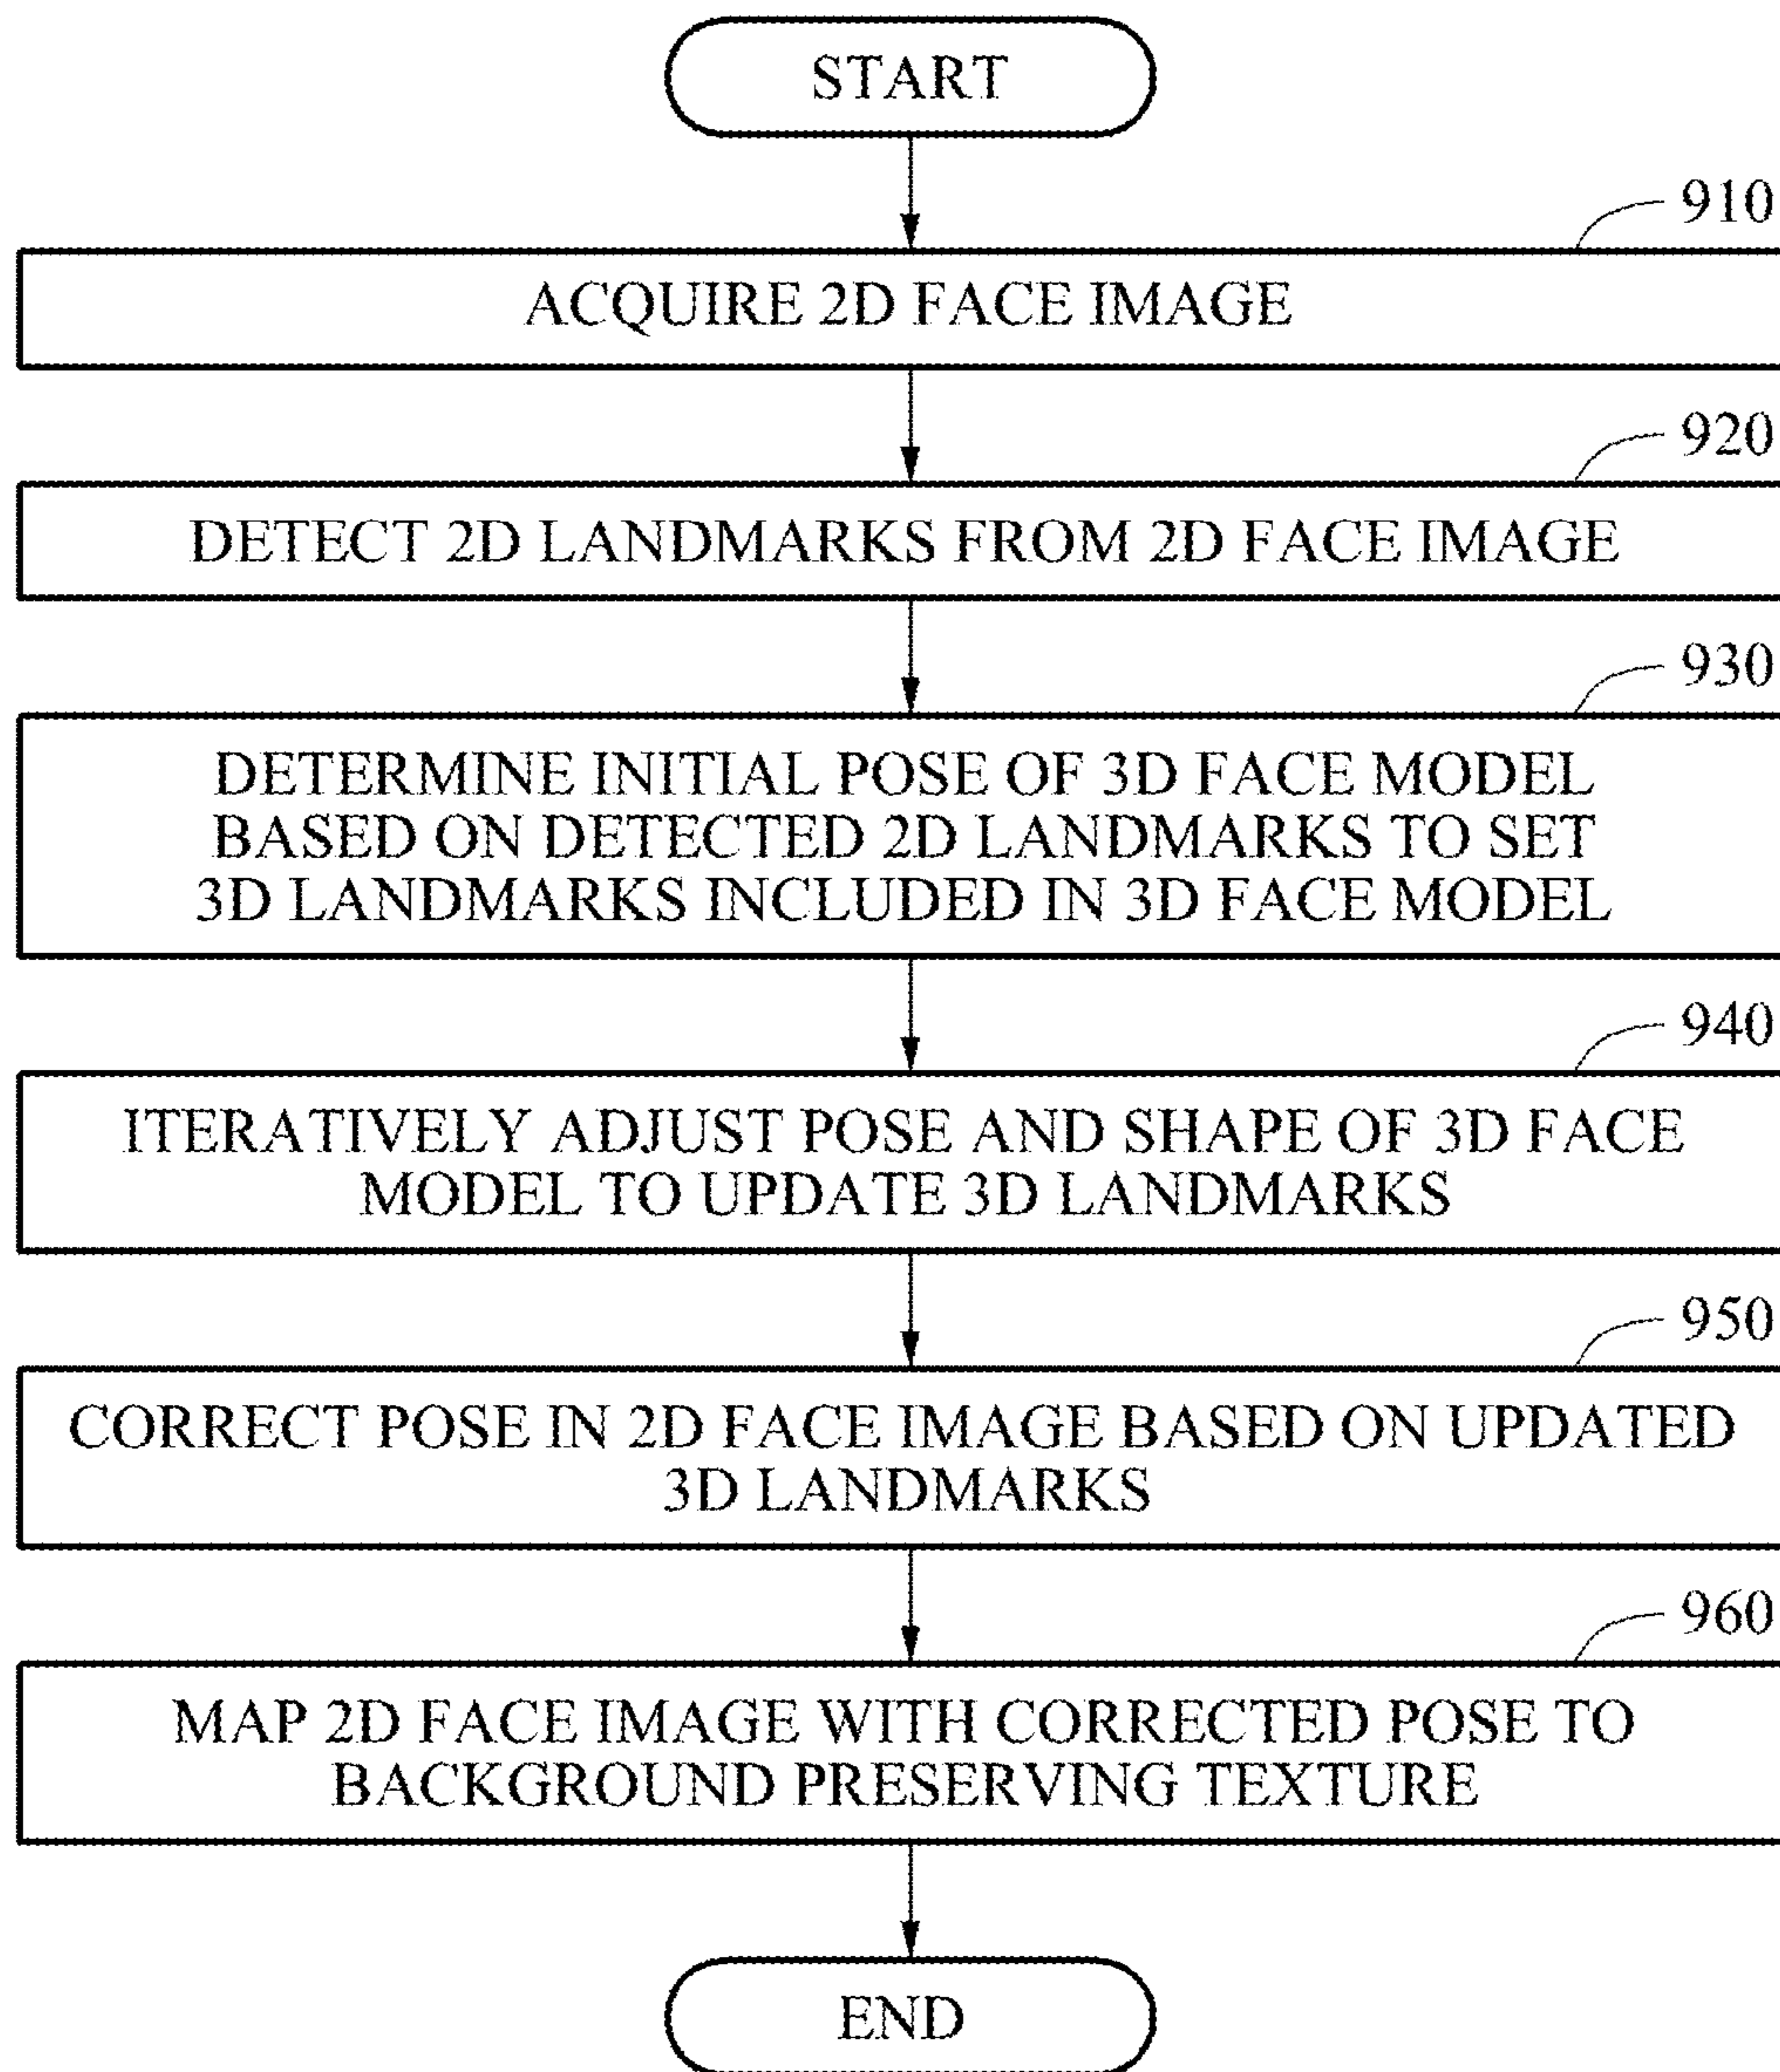 START
910
ACQUIRE 2D FACE IMAGE
920
DETECT 2D LANDMARKS FROM 2D FACE IMAGE
930
DETERMINE INITIAL POSE OF 3D FACE MODEL
BASED ON DETECTED 2D LANDMARKS TO SET
3D LANDMARKS INCLUDED IN 3D FACE MODEL
940
ITERATIVELY ADJUST POSE AND SHAPE OF 3D FACE
MODEL TO UPDATE 3D LANDMARKS
950
CORRECT POSE IN 2D FACE IMAGE BASED ON UPDATED
3D LANDMARKS
960
MAP 2D FACE IMAGE WITH CORRECTED POSE TO
BACKGROUND PRESERVING TEXTURE
END